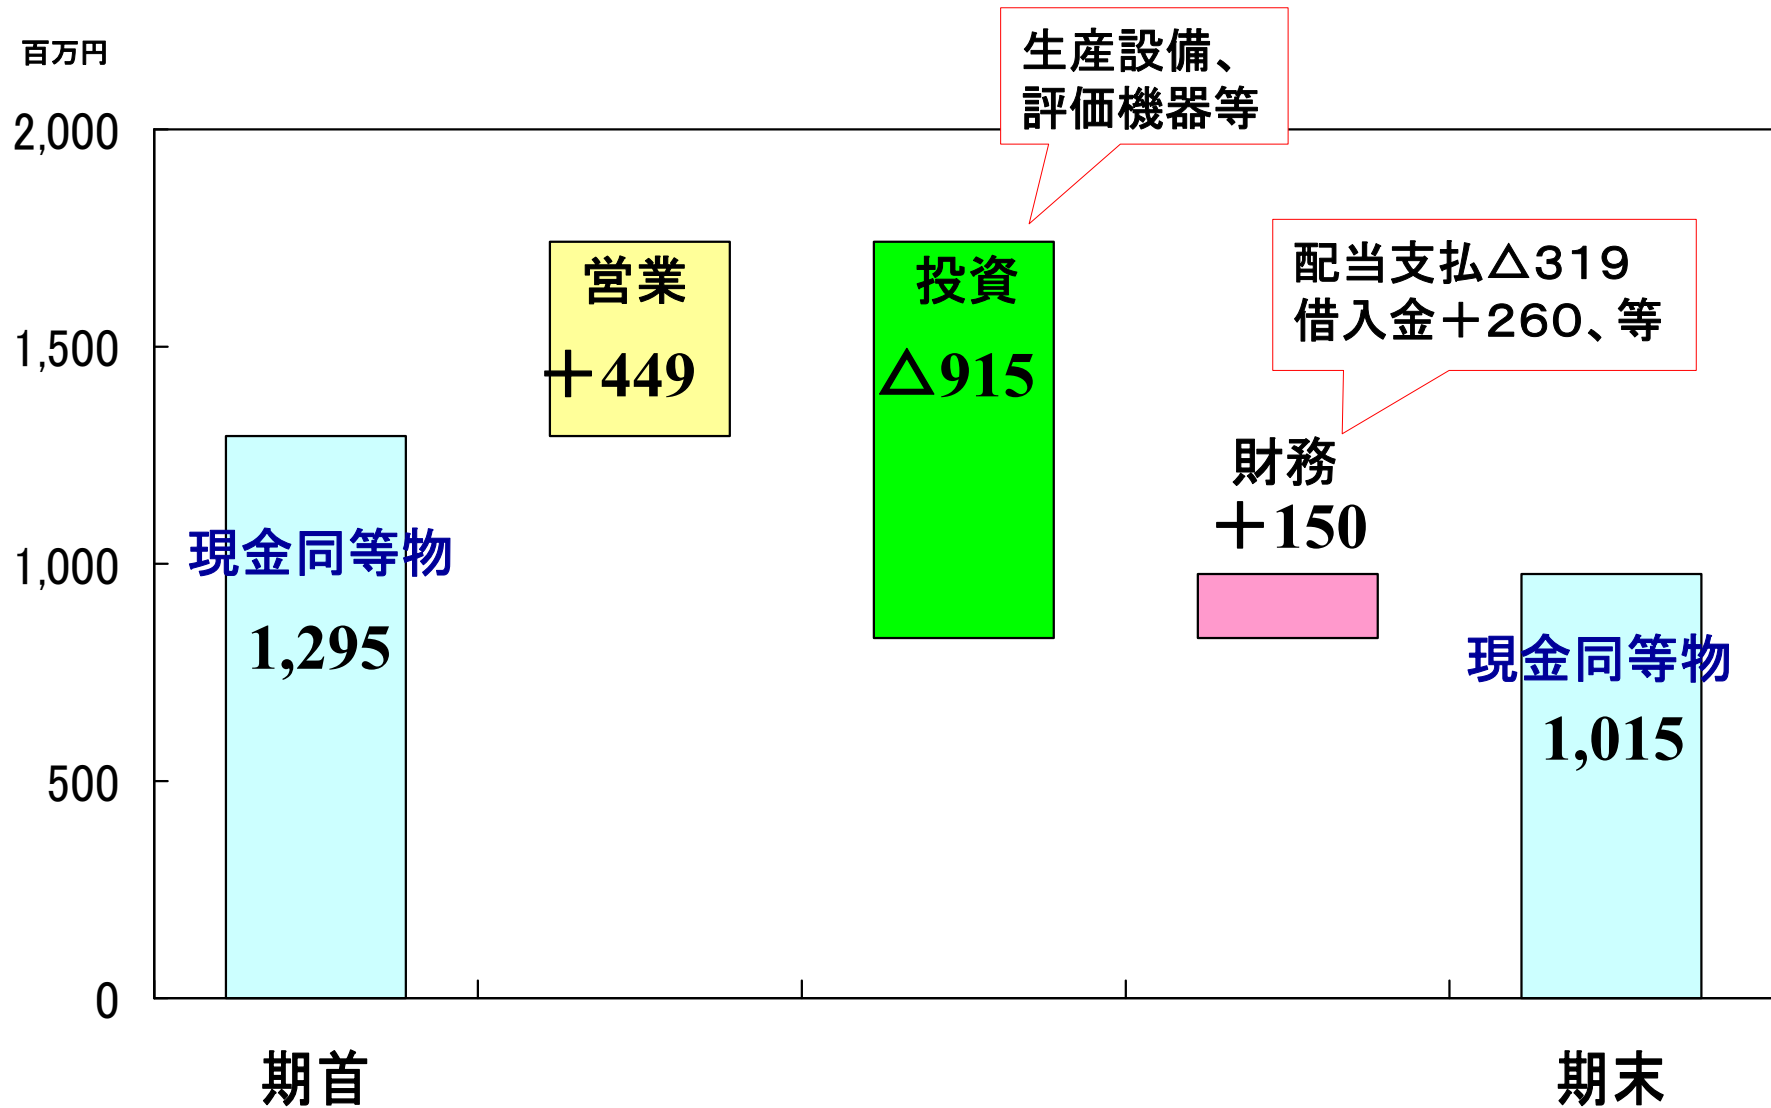 百万円
生産設備、
評価機器等
2,000
配当支払△319
借入金＋260、等
営業
＋449
投資
△915
1,500
財務
＋150
現金同等物
1,295
1,000
現金同等物
1,015
500
0
期首
期末